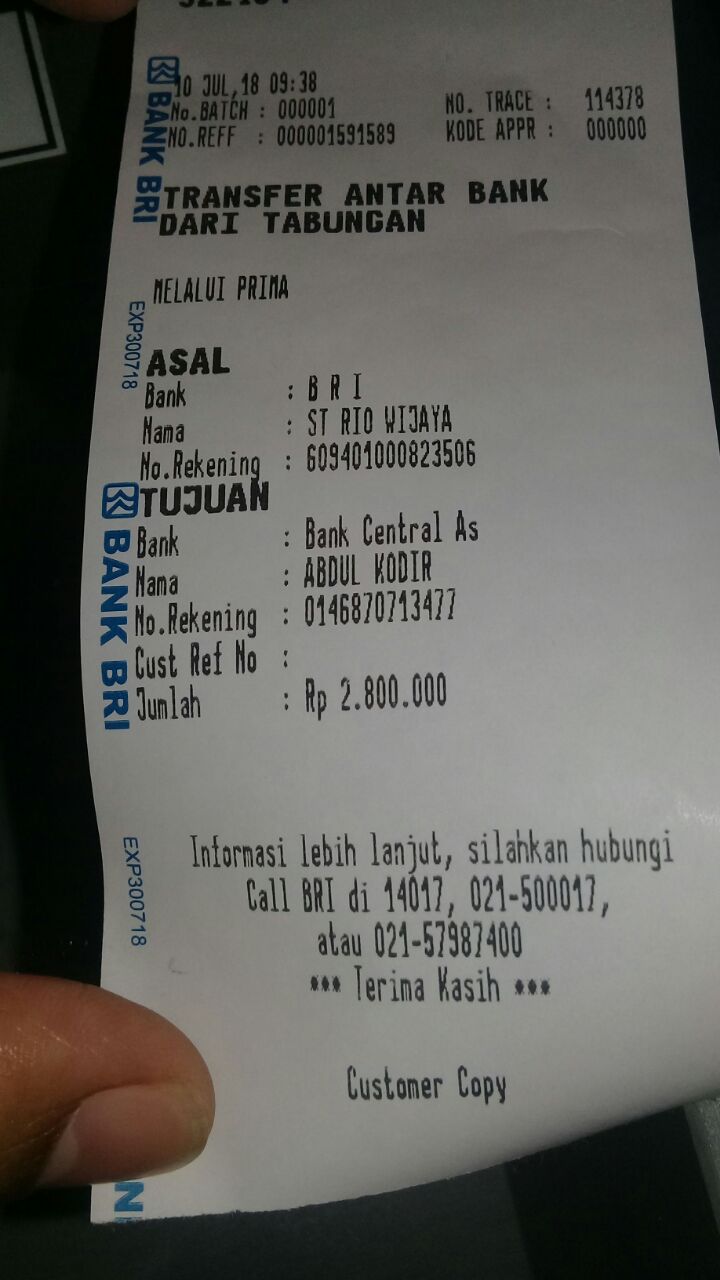 10 JUL,18 09:38
No.BATCH : 000001 NO. TRACE : 114378
NO.REFF : 000001591589 KODE APPR : 000000
TRANSFER ANTAR BANK
DARI TABUNGAN
MELALUI PRIMA
ASAL
Bank : B R I
Nama : ST RIO WIJAYA
No.Rekening : 609401000823506
TUJUAN
Bank : Bank Central As
Nama : ABDUL KODIR
No.Rekening : 0146870713477
Cust Ref No :
Jumlah : Rp 2.800.000
Informasi lebih lanjut, silahkan hubungi
Call BRI di 14017, 021-500017,
atau 021-57987400
*** Terima Kasih ***
Customer Copy
BANK BRI
EXP300718
BANK BRI
EXP300718